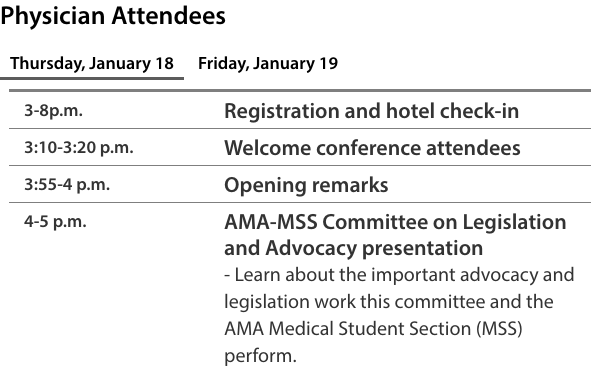 Physician Attendees
Thursday, January 18 Friday, January 19
3-8p.m. Registration and hotel check-in
3:10-3:20 p.m. Welcome conference attendees
3:55-4 p.m. Opening remarks
4-5 p.m. AMA-MSS Committee on Legislation
and Advocacy presentation
- Learn about the important advocacy and
legislation work this committee and the
AMA Medical Student Section (MSS)
perform.